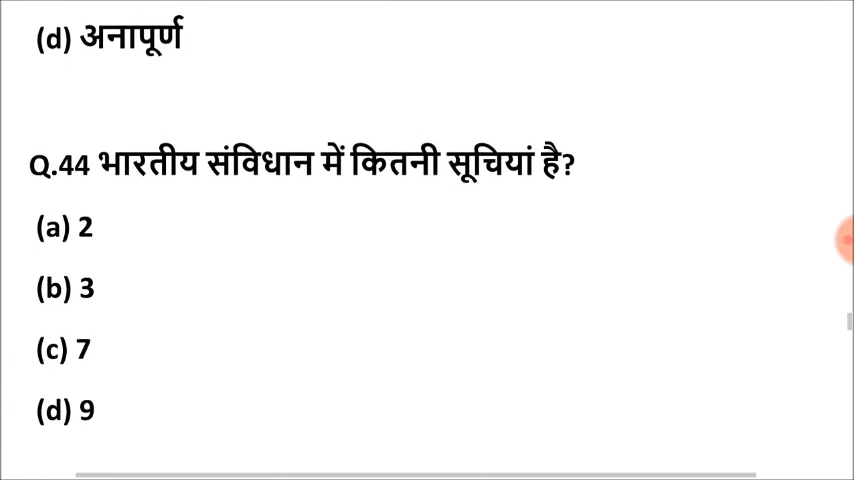 (d) अनापूर्ण
Q.44 भारतीय संविधान में कितनी सूचियां है?
(a) 2
(b) 3
(c) 7
(d) 9